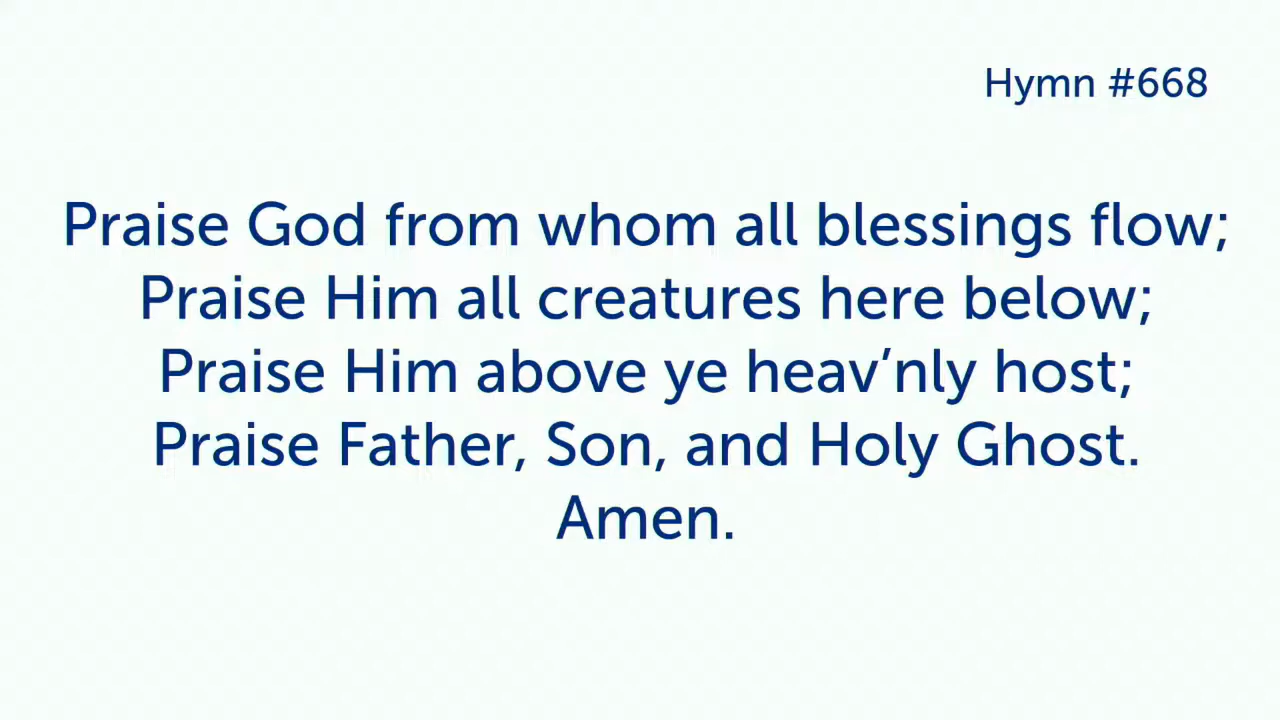 Hymn #668
Praise God from whom all blessings flow;
Praise Him all creatures here below;
Praise Him above ye heav’nly host;
Praise Father, Son, and Holy Ghost.
Amen.